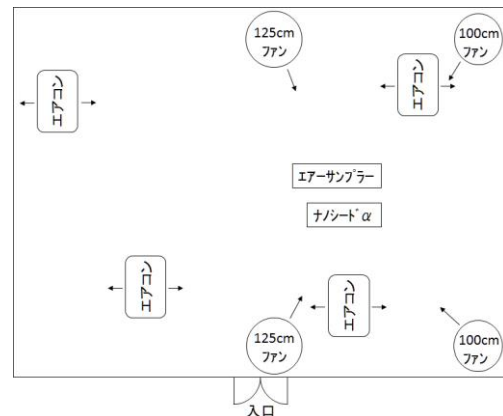 125cm
ファン
100cm
ファン
エアコン
エアコン
エアーサンプラー
ナノシードα
エアコン
エアコン
125cm
ファン
100cm
ファン
入口